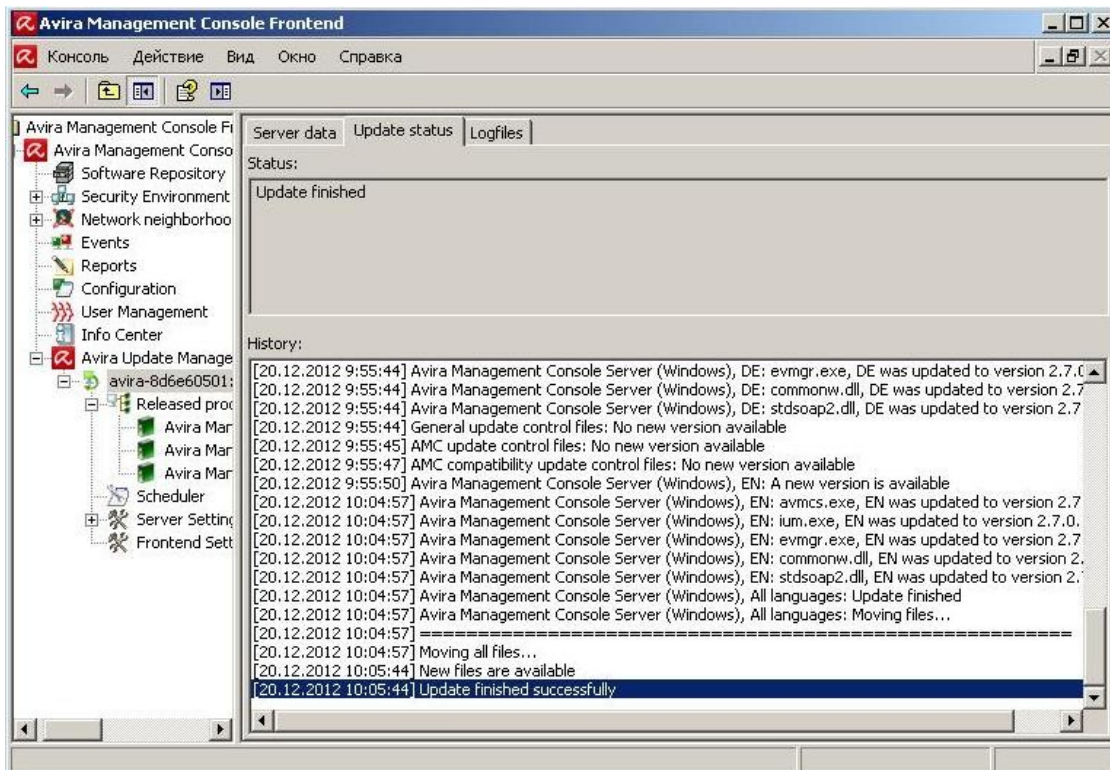 Avira Management Console Frontend
Консоль Действие Вид Окно Справка
Avira Management Console Fr
Avira Management Conso
Software Repository
Security Environment
Network neighborhoo
Events
Reports
Configuration
User Management
Info Center
Avira Update Manage
avira-8d6e60501:
Released prod
Avira Mar
Avira Mar
Avira Mar
Scheduler
Server Setting
Frontend Sett
Server data Update status Logfiles
Status:
Update finished
History:
[20.12.2012 9:55:44] Avira Management Console Server (Windows), DE: evmgr.exe, DE was updated to version 2.7.0
[20.12.2012 9:55:44] Avira Management Console Server (Windows), DE: commonw.dll, DE was updated to version 2.7
[20.12.2012 9:55:44] Avira Management Console Server (Windows), DE: stdsoap2.dll, DE was updated to version 2.7
[20.12.2012 9:55:44] General update control files: No new version available
[20.12.2012 9:55:45] AMC update control files: No new version available
[20.12.2012 9:55:47] AMC compatibility update control files: No new version available
[20.12.2012 9:55:50] Avira Management Console Server (Windows), EN: A new version is available
[20.12.2012 10:04:57] Avira Management Console Server (Windows), EN: avmcs.exe, EN was updated to version 2.7
[20.12.2012 10:04:57] Avira Management Console Server (Windows), EN: ium.exe, EN was updated to version 2.7.0.
[20.12.2012 10:04:57] Avira Management Console Server (Windows), EN: evmgr.exe, EN was updated to version 2.7
[20.12.2012 10:04:57] Avira Management Console Server (Windows), EN: commonw.dll, EN was updated to version 2.
[20.12.2012 10:04:57] Avira Management Console Server (Windows), EN: stdsoap2.dll, EN was updated to version 2.
[20.12.2012 10:04:57] Avira Management Console Server (Windows), All languages: Update finished
[20.12.2012 10:04:57] Avira Management Console Server (Windows), All languages: Moving files...
[20.12.2012 10:04:57] ========================================================
[20.12.2012 10:04:57] Moving all files...
[20.12.2012 10:05:44] New files are available
[20.12.2012 10:05:44] Update finished successfully